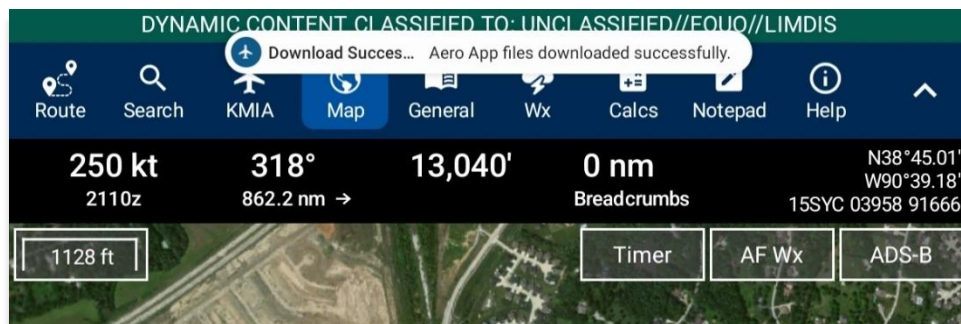 DYNAMIC CONTENT CLASSIFIED TO: UNCLASSIFIED//FOUO//LIMDIS
Download Succes... Aero App files downloaded successfully.
Route Search KMIA Map General Wx Calcs Notepad Help
250 kt 318° 13,040' 0 nm N38°45.01'
2110z 862.2 nm → Breadcrumbs W90°39.18'
15SYC 03958 91666
1128 ft Timer AF Wx ADS-B